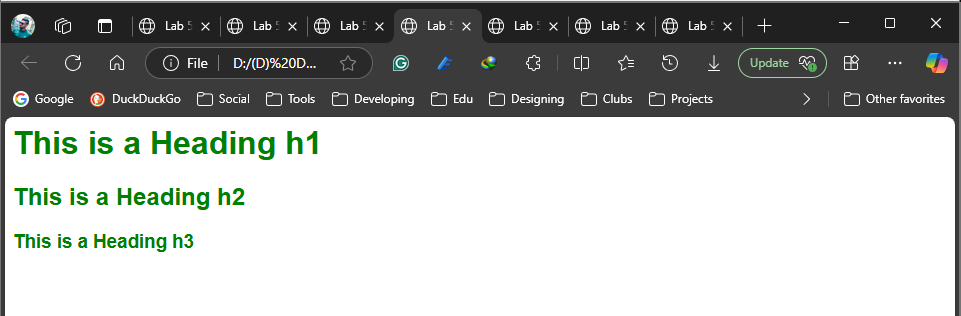 Lab 5 Lab 5 Lab 5 Lab 5 Lab 5 Lab 5 Lab 5
File D:/(D)%20D... Update
Google DuckDuckGo Social Tools Developing Edu Designing Clubs Projects Other favorites
This is a Heading h1
This is a Heading h2
This is a Heading h3